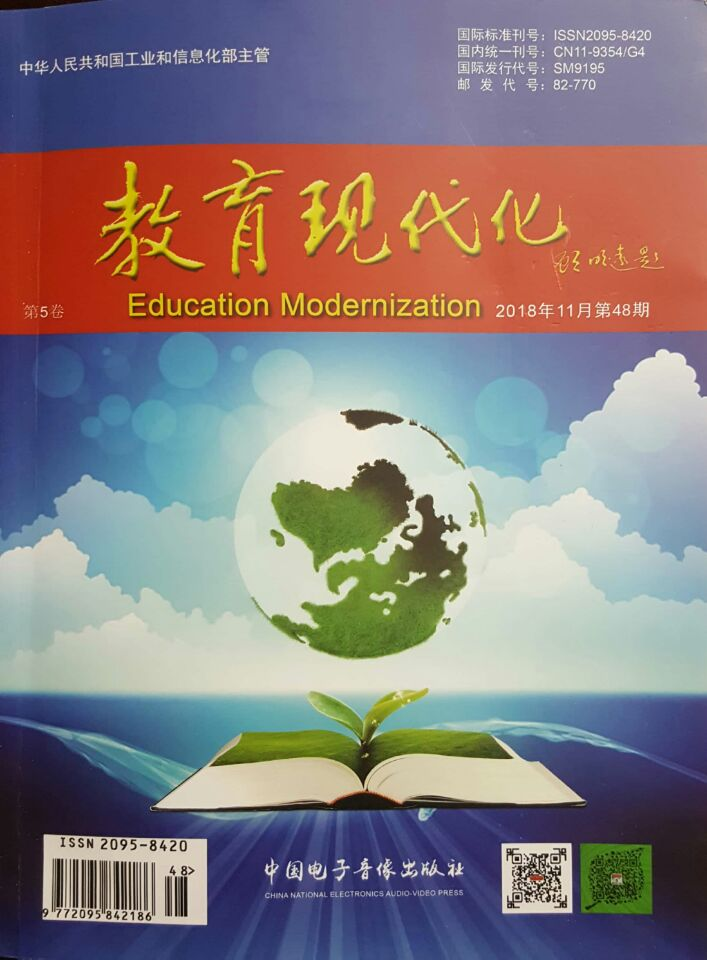 中华人民共和国工业和信息化部主管
国际标准刊号：ISSN2095-8420
国内统一刊号：CN11-9354/G4
国际发行代号：SM9195
邮 发 代 号：82-770
教育现代化
顾明远题
第5卷
Education Modernization
2018年11月第48期
ISSN 2095-8420
48>
9 772095 842186
中国电子音像出版社
CHINA NATIONAL ELECTRONICS AUDIO-VIDEO PRESS